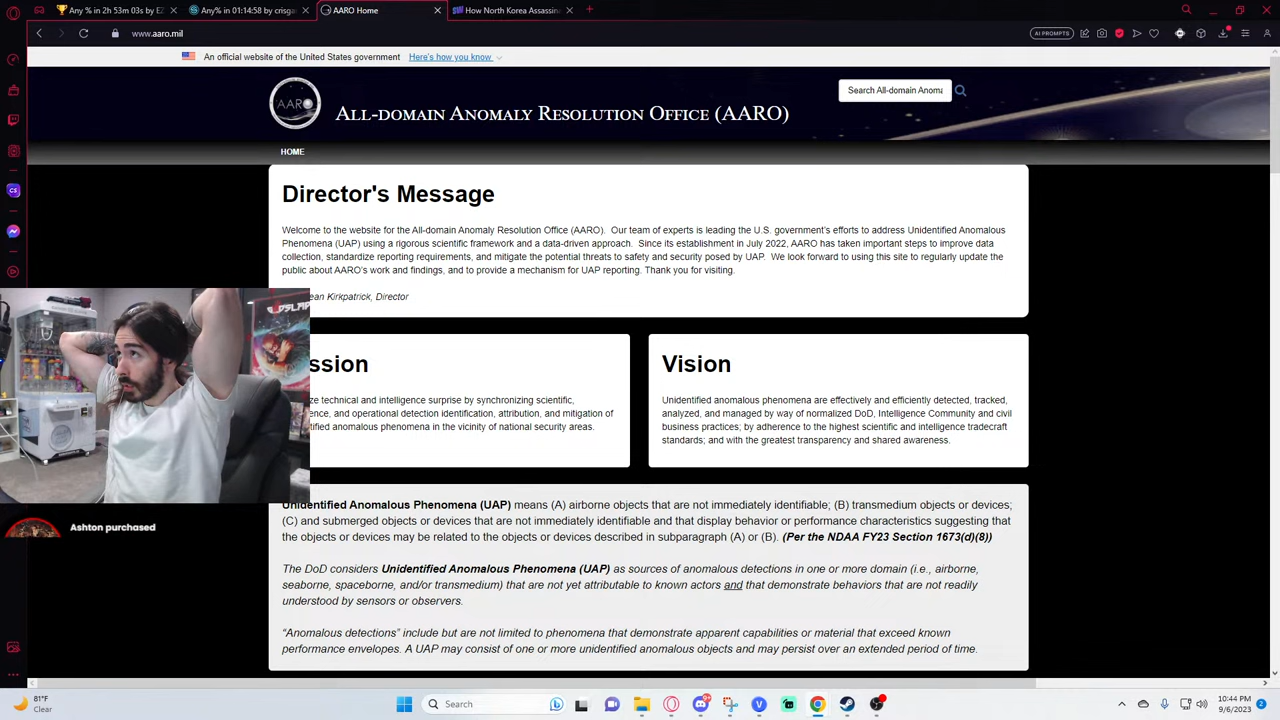 Any % in 2h 53m 03s by EZ
Any% in 01:14:58 by crisgar
AARO Home
How North Korea Assassina
www.aaro.mil
AI PROMPTS
An official website of the United States government
Here's how you know
AARO
ALL-DOMAIN ANOMALY RESOLUTION OFFICE (AARO)
Search All-domain Anoma
HOME
Director's Message
Welcome to the website for the All-domain Anomaly Resolution Office (AARO). Our team of experts is leading the U.S. government's efforts to address Unidentified Anomalous
Phenomena (UAP) using a rigorous scientific framework and a data-driven approach. Since its establishment in July 2022, AARO has taken important steps to improve data
collection, standardize reporting requirements, and mitigate the potential threats to safety and security posed by UAP. We look forward to using this site to regularly update the
public about AARO's work and findings, and to provide a mechanism for UAP reporting. Thank you for visiting.
ean Kirkpatrick, Director
ssion
ze technical and intelligence surprise by synchronizing scientific,
ence, and operational detection identification, attribution, and mitigation of
tified anomalous phenomena in the vicinity of national security areas.
Vision
Unidentified anomalous phenomena are effectively and efficiently detected, tracked,
analyzed, and managed by way of normalized DoD, Intelligence Community and civil
business practices; by adherence to the highest scientific and intelligence tradecraft
standards; and with the greatest transparency and shared awareness.
Unidentified Anomalous Phenomena (UAP) means (A) airborne objects that are not immediately identifiable; (B) transmedium objects or devices;
(C) and submerged objects or devices that are not immediately identifiable and that display behavior or performance characteristics suggesting that
the objects or devices may be related to the objects or devices described in subparagraph (A) or (B). (Per the NDAA FY23 Section 1673(d)(8))
The DoD considers Unidentified Anomalous Phenomena (UAP) as sources of anomalous detections in one or more domain (i.e., airborne,
seaborne, spaceborne, and/or transmedium) that are not yet attributable to known actors and that demonstrate behaviors that are not readily
understood by sensors or observers.
“Anomalous detections” include but are not limited to phenomena that demonstrate apparent capabilities or material that exceed known
performance envelopes. A UAP may consist of one or more unidentified anomalous objects and may persist over an extended period of time.
Ashton purchased
81°F
Clear
Search
9+
10:44 PM
9/6/2023
2